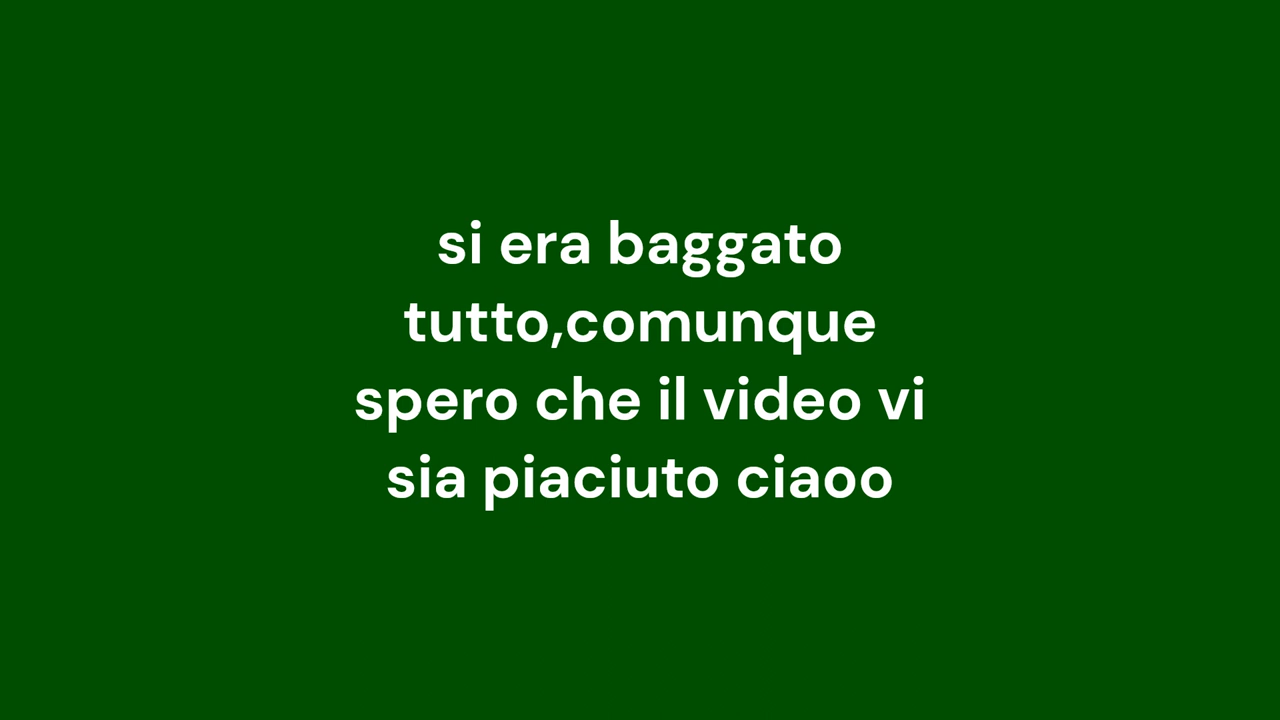 si era baggato
tutto,comunque
spero che il video vi
sia piaciuto ciaoo